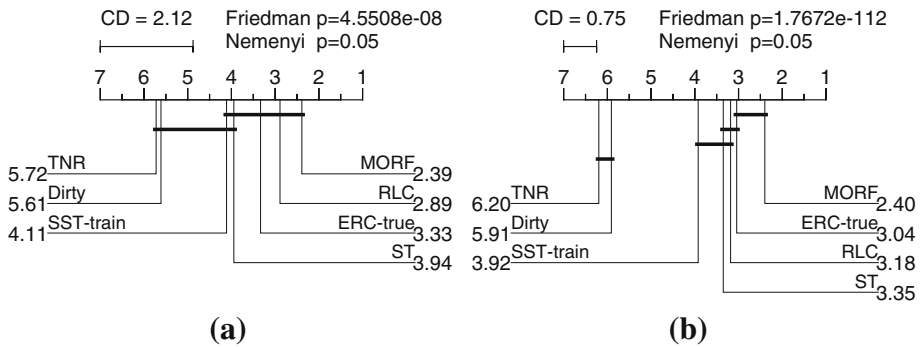 CD = 2.12
Friedman p=4.5508e-08
Nemenyi p=0.05
7 6 5 4 3 2 1
TNR
5.72
Dirty
5.61
SST-train
4.11
MORF
2.39
RLC
2.89
ERC-true
3.33
ST
3.94
(a)
CD = 0.75
Friedman p=1.7672e-112
Nemenyi p=0.05
7 6 5 4 3 2 1
TNR
6.20
Dirty
5.91
SST-train
3.92
MORF
2.40
ERC-true
3.04
RLC
3.18
ST
3.35
(b)